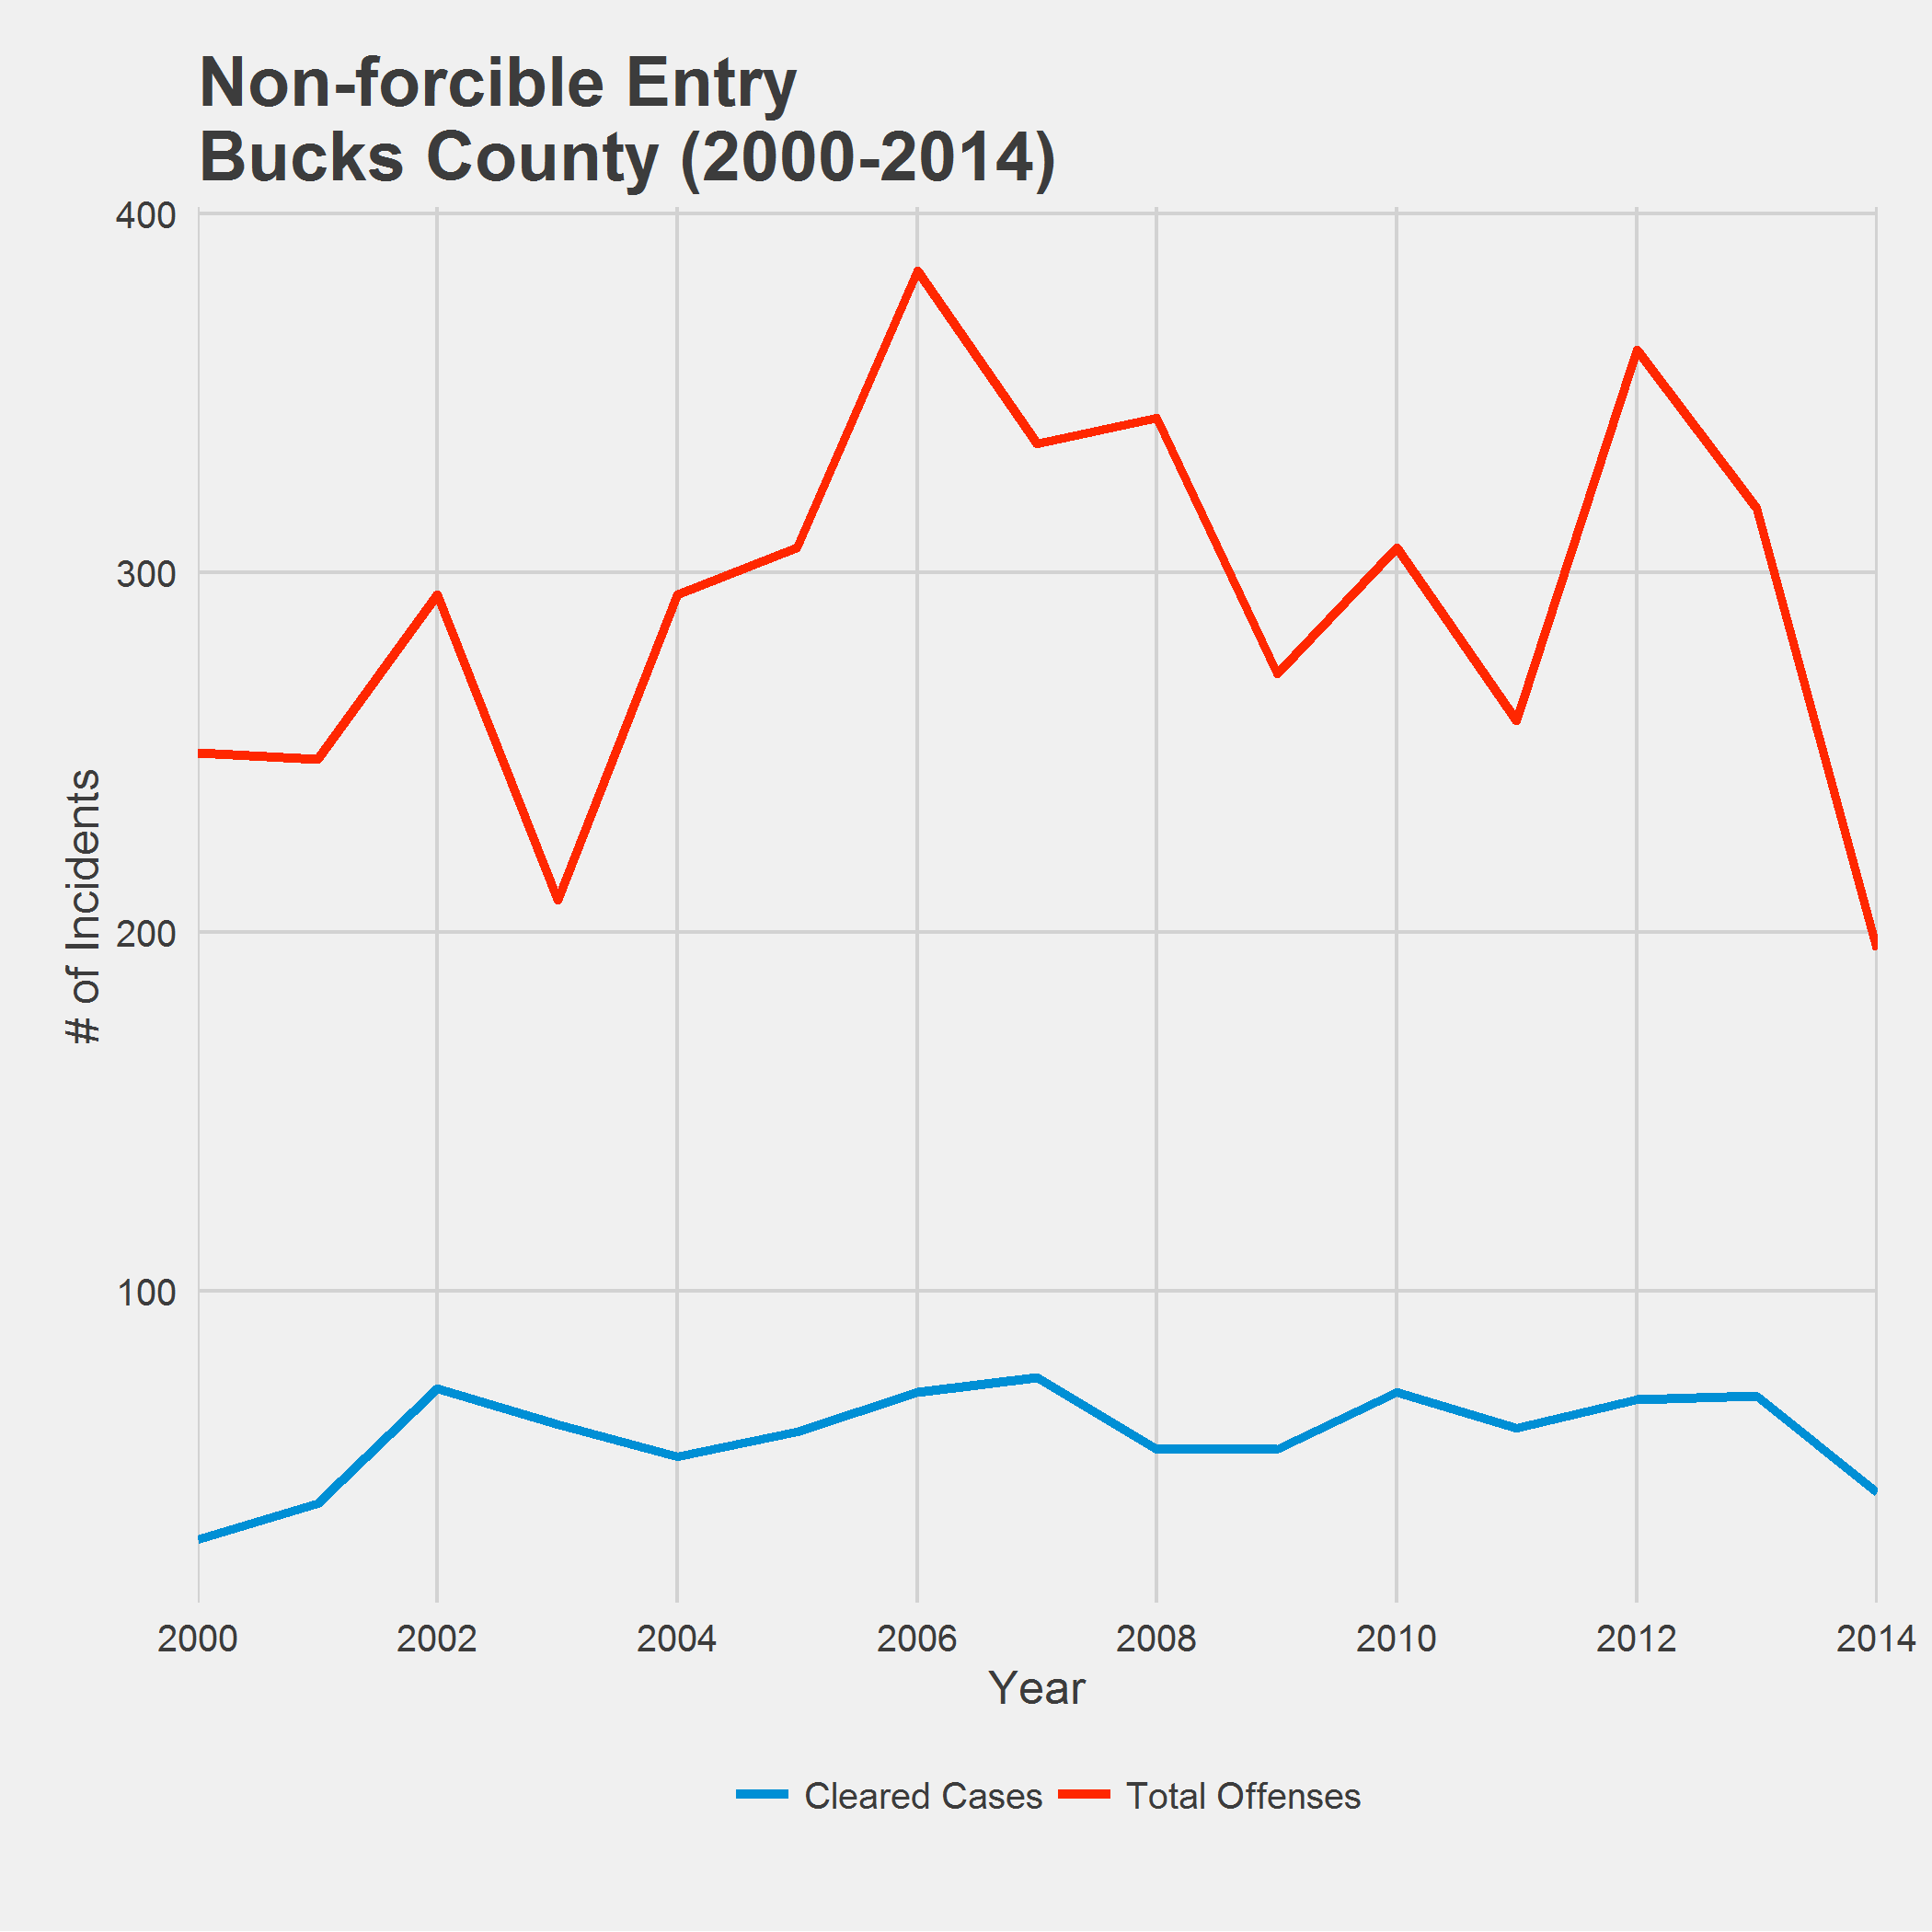 Non-forcible Entry
Bucks County (2000-2014)
400
300
200
100
# of Incidents
2000 2002 2004 2006 2008 2010 2012 2014
Year
Cleared Cases Total Offenses